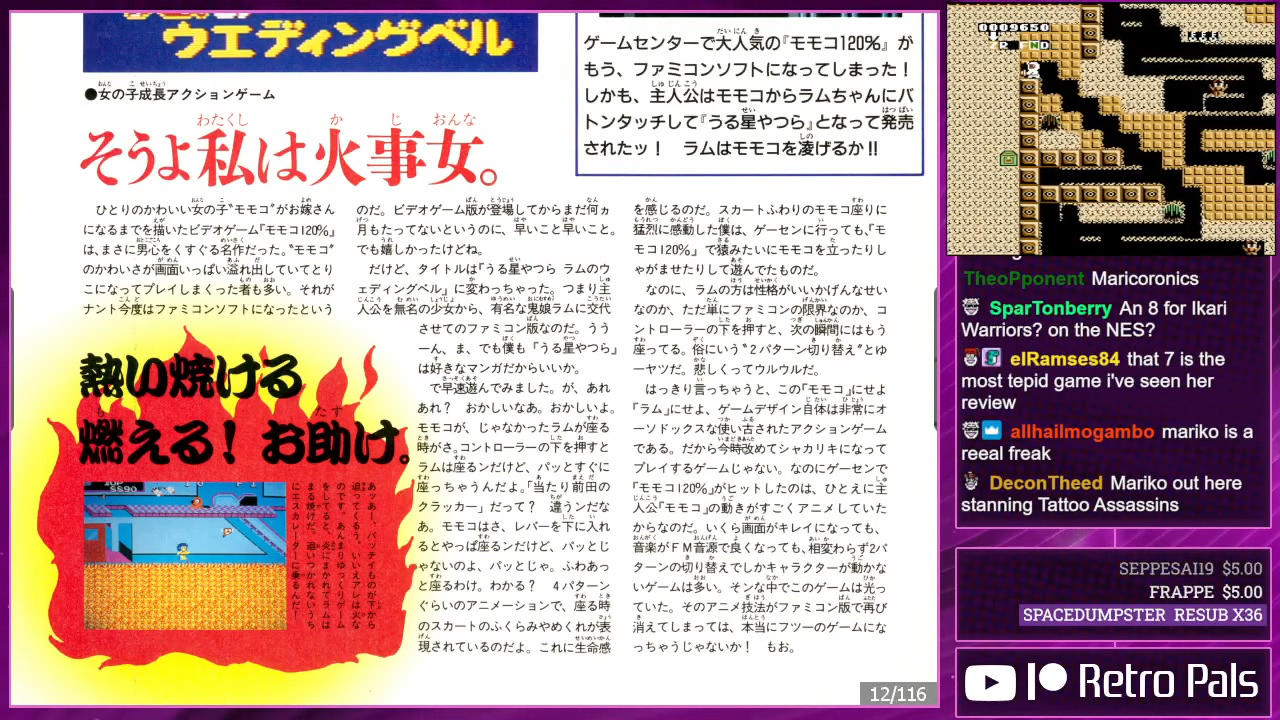 ウエディングベル
●女の子成長アクションゲーム
そうよ私は火事女。
ゲームセンターで大人気の『モモコ120%』が
もう、ファミコンソフトになってしまった！
しかも、主人公はモモコからラムちゃんにバ
トンタッチして『うる星やつら』となって発売
されたッ！　ラムはモモコを凌げるか!!
ひとりのかわいい女の子“モモコ”がお嫁さん
になるまでを描いたビデオゲーム『モモコ120%』
は、まさに男心をくすぐる名作だった。“モモコ”
のかわいさが画面いっぱい溢れ出していてとり
こになってプレイしまくった者も多い。それが
ナント今度はファミコンソフトになったという
のだ。ビデオゲーム版が登場してからまだ何ヵ
月もたってないというのに、早いこと早いこと。
でも嬉しかったけどね。
だけど、タイトルは『うる星やつら ラムのウ
ェディングベル』に変わっちゃった。つまり主
人公を無名の少女から、有名な鬼娘ラムに交代
させてのファミコン版なのだ。うう
ーん、ま、でも僕も「うる星やつら」
は好きなマンガだからいいか。
で早速遊んでみました。が、あれ
あれ？　おかしいなあ。おかしいよ。
モモコが、じゃなかったラムが座る
時がさ。コントローラーの下を押すと
ラムは座るンだけど、パッとすぐに
座っちゃうんだよ。「当たり前田の
クラッカー」だって？　違うンだな
あ。モモコはさ、レバーを下に入れ
るとやっぱ座るンだけど、パッとじ
ゃないのよ、パッとじゃ。ふわあっ
と座るわけ。わかる？　4パターン
ぐらいのアニメーションで、座る時
のスカートのふくらみやめくれが表
現されているのだよ。これに生命感
を感じるのだ。スカートふわりのモモコ座りに
猛烈に感動した僕は、ゲーセンに行っても、『モ
モコ120%』で猿みたいにモモコを立ったりし
ゃがませたりして遊んでたものだ。
なのに、ラムの方は性格がいいかげんなせい
なのか、ただ単にファミコンの限界なのか、コ
ントローラーの下を押すと、次の瞬間にはもう
座ってる。俗にいう“2パターン切り替え”とゆ
ーヤツだ。悲しくってウルウルだ。
はっきり言っちゃうと、この「モモコ」にせよ
「ラム」にせよ、ゲームデザイン自体は非常にオ
ーソドックスな使い古されたアクションゲーム
である。だから今時改めてシャカリキになって
プレイするゲームじゃない。なのにゲーセンで
『モモコ120%』がヒットしたのは、ひとえに主
人公『モモコ』の動きがすごくアニメしていた
からなのだ。いくら画面がキレイになっても、
音楽がＦＭ音源で良くなっても、相変わらず2パ
ターンの切り替えでしかキャラクターが動かな
いゲームは多い。そんな中でこのゲームは光っ
ていた。そのアニメ技法がファミコン版で再び
消えてしまっては、本当にフツーのゲームにな
っちゃうじゃないか！　もお。
熱い焼ける
燃える！お助け。
あッあー、バッチイものが下から
追ってくる。いいえアレは火な
のです。あんまりゆっくりゲーム
をしてると、炎にまかれてラムは
まる焼けだ。追いつかれないうち
にエスカレーターに乗るんだ！
12/116
0009650
TheoPponent Maricoronics
SparTonberry An 8 for Ikari
Warriors? on the NES?
elRamses84 that 7 is the
most tepid game i've seen her
review
allhailmogambo mariko is a
reeal freak
DeconTheed Mariko out here
stanning Tattoo Assassins
SEPPESAI19 $5.00
FRAPPE $5.00
SPACEDUMPSTER RESUB X36
Retro Pals